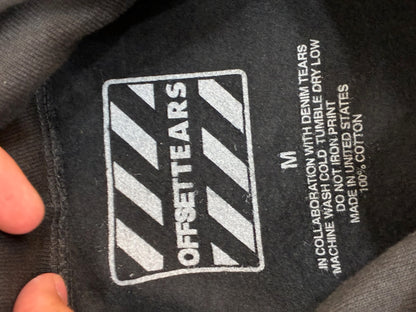 OFFSETTEARS
M
IN COLLABORATION WITH DENIM TEARS
MACHINE WASH COLD TUMBLE DRY LOW
DO NOT IRON PRINT
MADE IN UNITED STATES
100% COTTON